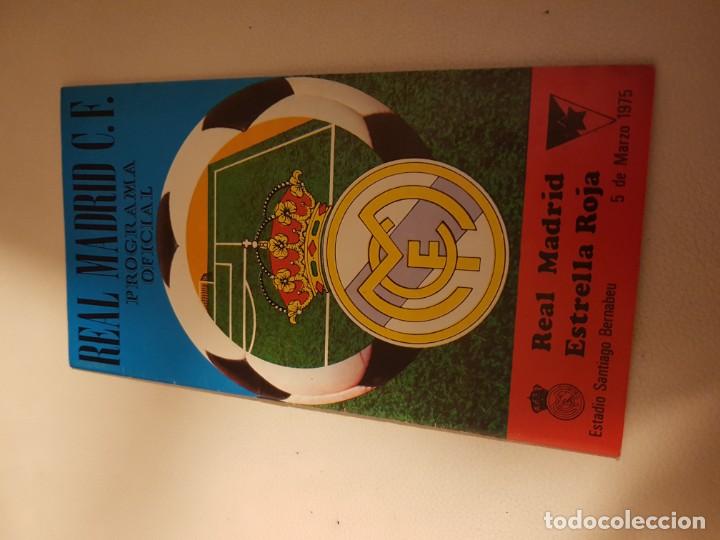 REAL MADRID C. F.
PROGRAMA
OFICIAL
Real Madrid
Estrella Roja
Estadio Santiago Bernabeu
5 de Marzo 1975
todocoleccion